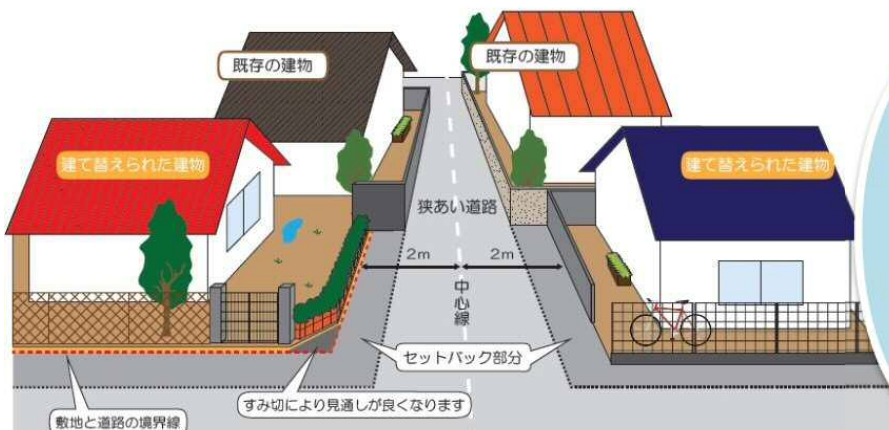 既存の建物
既存の建物
建て替えられた建物
建て替えられた建物
狭あい道路
2m
2m
中心線
セットバック部分
すみ切により見通しが良くなります
敷地と道路の境界線